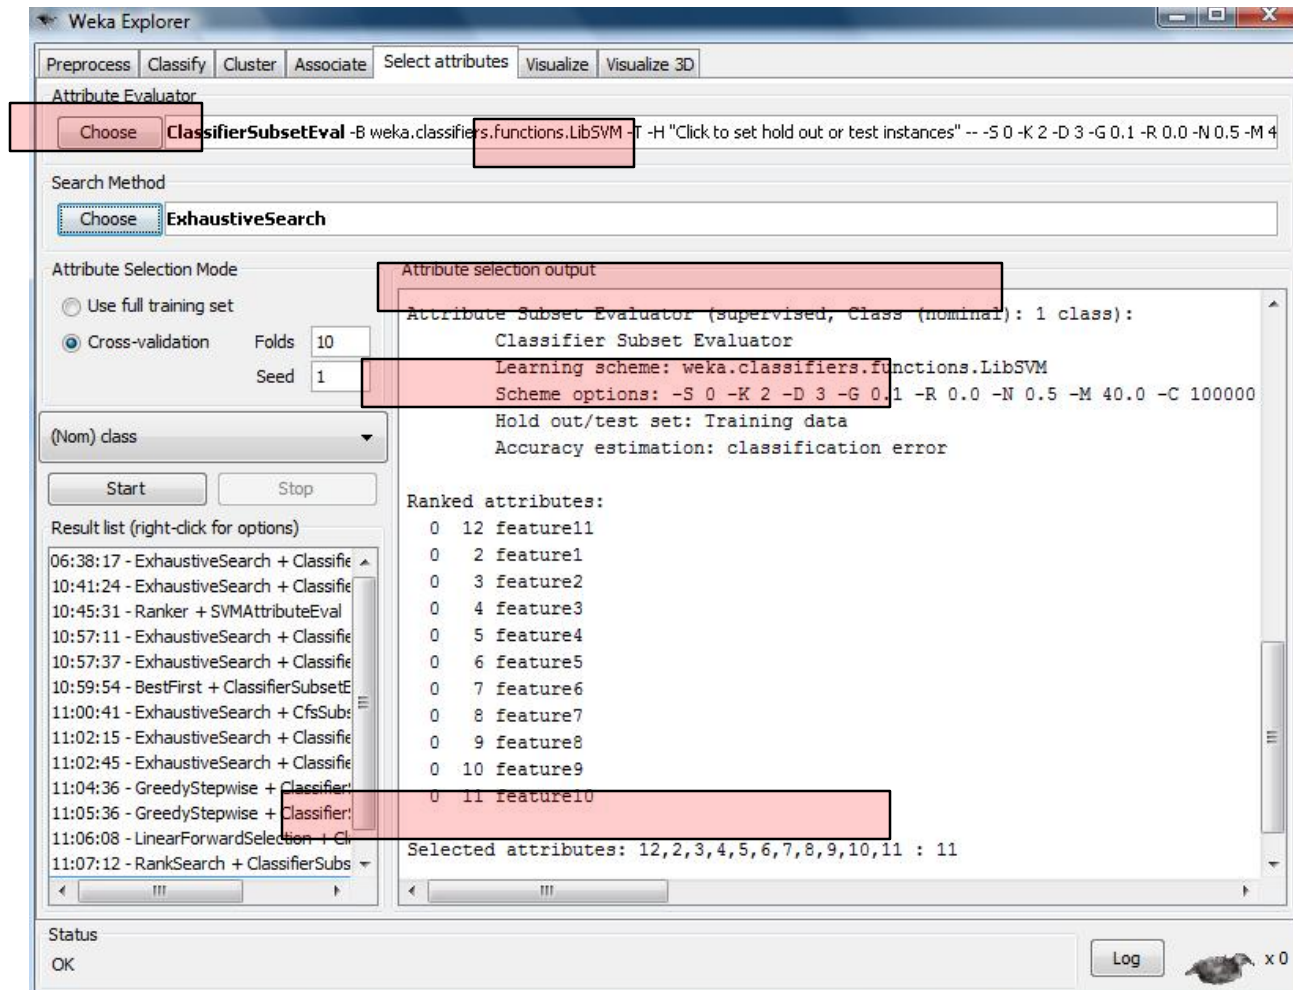 Weka Explorer
Preprocess Classify Cluster Associate Select attributes Visualize Visualize 3D
Attribute Evaluator
Choose ClassifierSubsetEval -B weka.classifiers.functions.LibSVM -T -H "Click to set hold out or test instances" -- -S 0 -K 2 -D 3 -G 0.1 -R 0.0 -N 0.5 -M 4
Search Method
Choose ExhaustiveSearch
Attribute Selection Mode
Use full training set
Cross-validation Folds 10
Seed 1
(Nom) class
Start Stop
Result list (right-click for options)
06:38:17 - ExhaustiveSearch + Classifie
10:41:24 - ExhaustiveSearch + Classifie
10:45:31 - Ranker + SVMAttributeEval
10:57:11 - ExhaustiveSearch + Classifie
10:57:37 - ExhaustiveSearch + Classifie
10:59:54 - BestFirst + ClassifierSubsetE
11:00:41 - ExhaustiveSearch + CfsSubs
11:02:15 - ExhaustiveSearch + Classifie
11:02:45 - ExhaustiveSearch + Classifie
11:04:36 - GreedyStepwise + Classifier
11:05:36 - GreedyStepwise + Classifier
11:06:08 - LinearForwardSelection + Cl
11:07:12 - RankSearch + ClassifierSubs
Attribute selection output
Attribute Subset Evaluator (supervised, Class (nominal): 1 class):
Classifier Subset Evaluator
Learning scheme: weka.classifiers.functions.LibSVM
Scheme options: -S 0 -K 2 -D 3 -G 0.1 -R 0.0 -N 0.5 -M 40.0 -C 100000
Hold out/test set: Training data
Accuracy estimation: classification error
Ranked attributes:
0 12 feature11
0 2 feature1
0 3 feature2
0 4 feature3
0 5 feature4
0 6 feature5
0 7 feature6
0 8 feature7
0 9 feature8
0 10 feature9
0 11 feature10
Selected attributes: 12,2,3,4,5,6,7,8,9,10,11 : 11
Status
OK
Log x 0